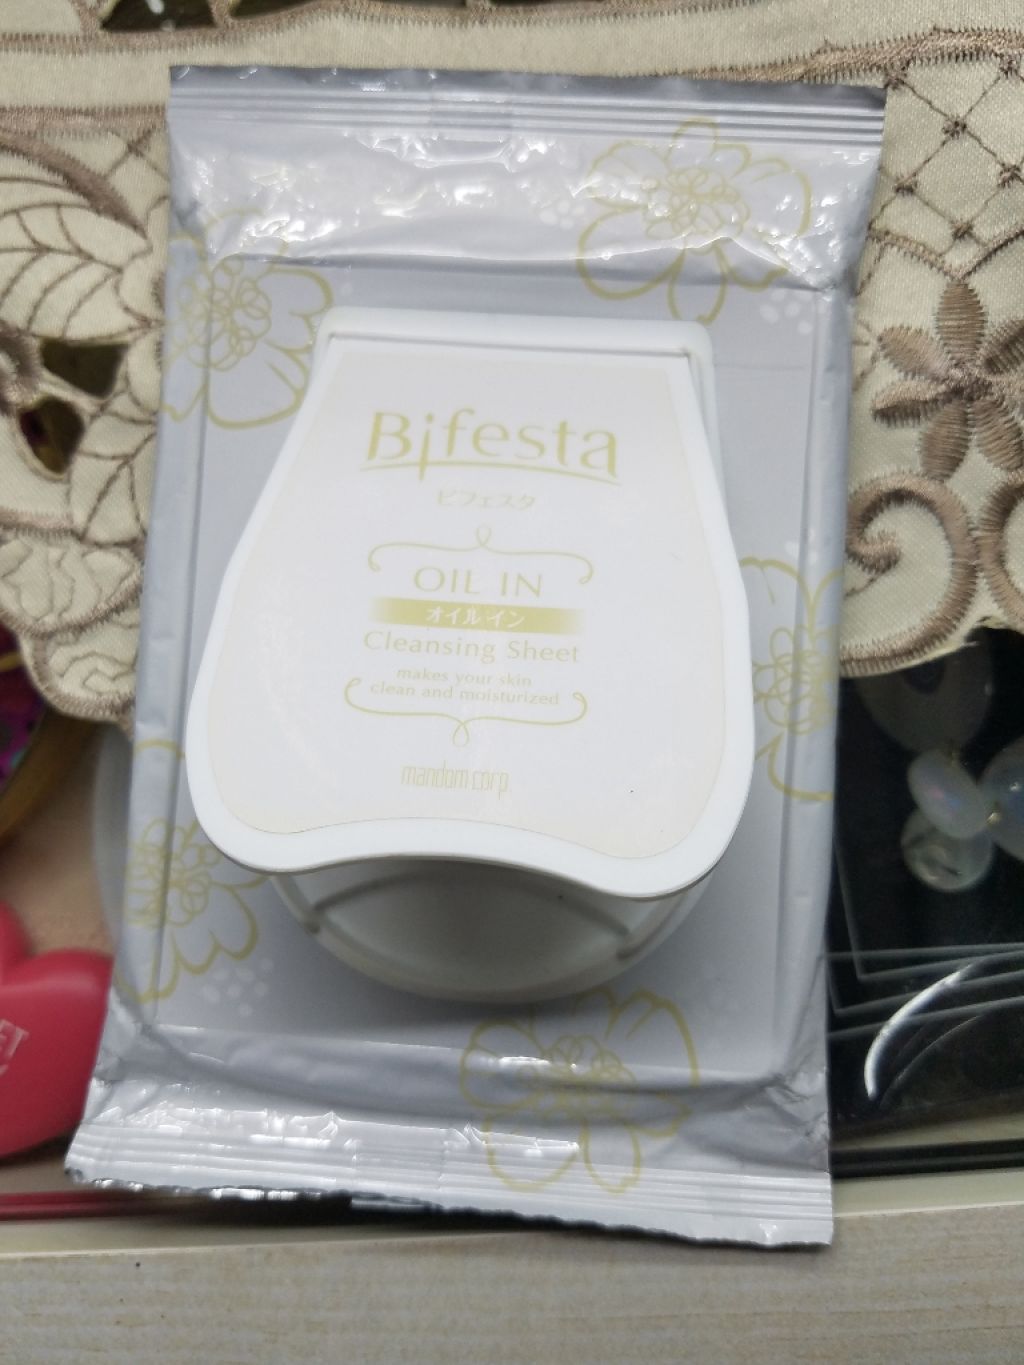 Bifesta
ビフェスタ
OIL IN
オイルイン
Cleansing Sheet
makes your skin
clean and moisturized
mandom corp.